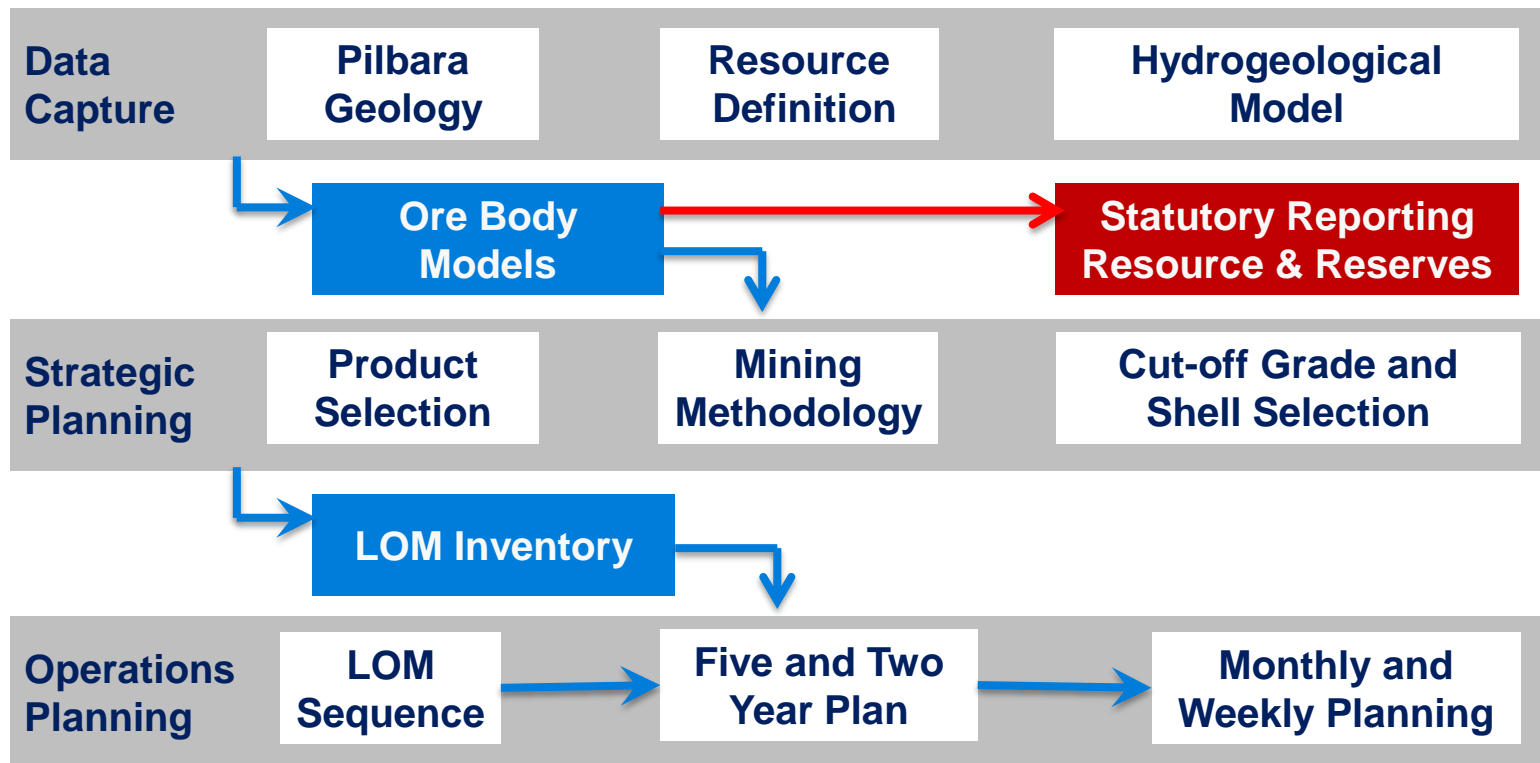 Data
Capture
Pilbara
Geology
Resource
Definition
Hydrogeological
Model
Ore Body
Models
Statutory Reporting
Resource & Reserves
Strategic
Planning
Product
Selection
Mining
Methodology
Cut-off Grade and
Shell Selection
LOM Inventory
Operations
Planning
LOM
Sequence
Five and Two
Year Plan
Monthly and
Weekly Planning